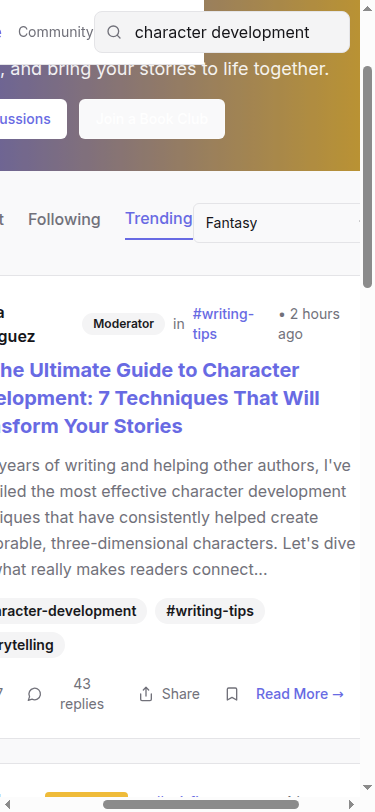 Community
character development
, and bring your stories to life together.
ussions
Join a Book Club
t
Following
Trending
Fantasy
a
guez
Moderator
in
#writing-
tips
• 2 hours
ago
he Ultimate Guide to Character
elopment: 7 Techniques That Will
nsform Your Stories
years of writing and helping other authors, I've
iled the most effective character development
iques that have consistently helped create
orable, three-dimensional characters. Let's dive
what really makes readers connect...
aracter-development
#writing-tips
rytelling
7
43
replies
Share
Read More →